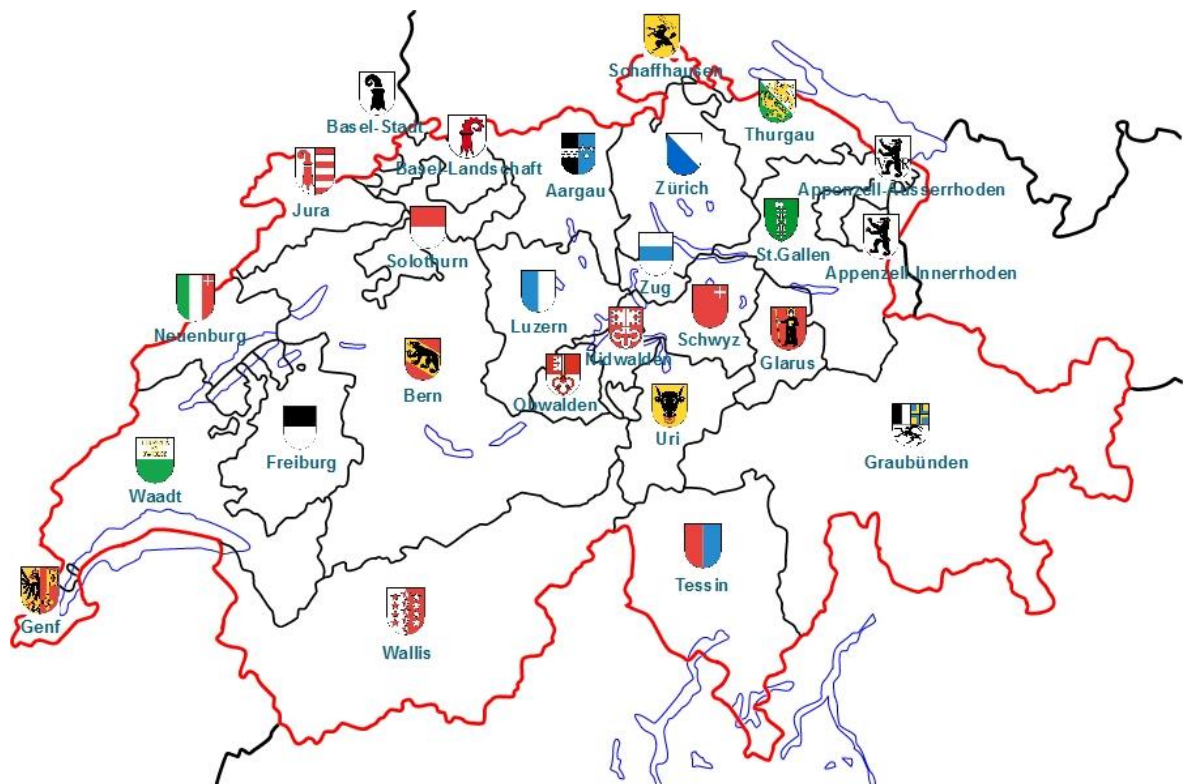 Schaffhausen
Basel-Stadt
Thurgau
Basel-Landschaft
Aargau
Zürich
Appenzell-Ausserrhoden
Jura
Solothurn
St.Gallen
Appenzell-Innerrhoden
Zug
Neuenburg
Luzern
Schwyz
Nidwalden
Glarus
Bern
Obwalden
Uri
Freiburg
Graubünden
Waadt
Tessin
Genf
Wallis